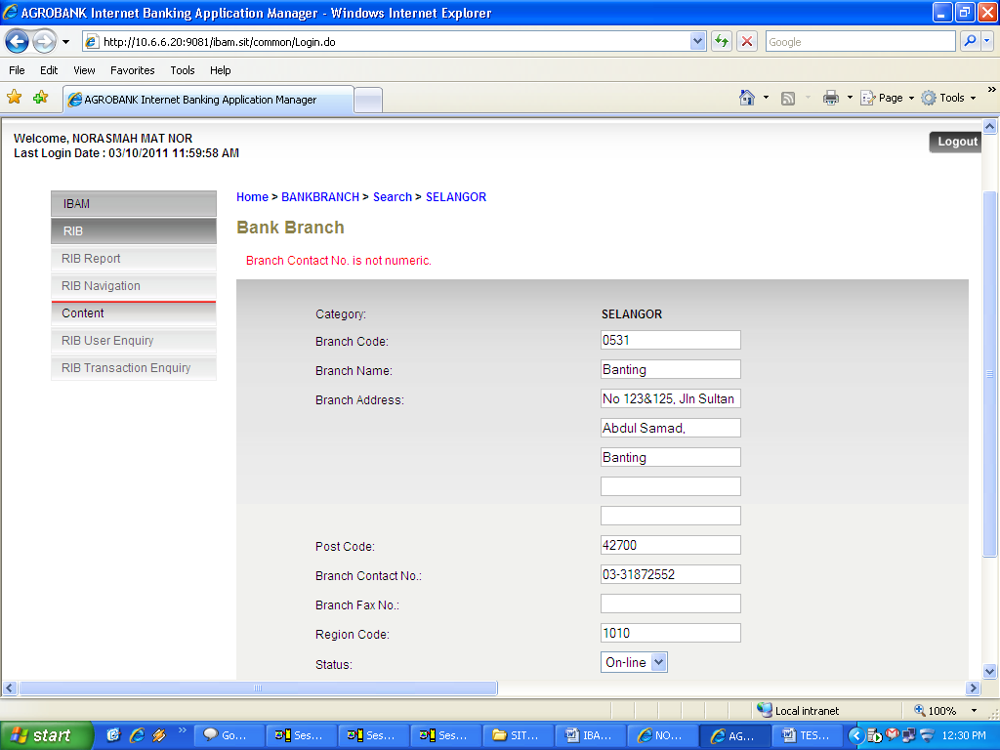 AGROBANK Internet Banking Application Manager - Windows Internet Explorer
http://10.6.6.20:9081/ibam.sit/common/Login.do
Google
File Edit View Favorites Tools Help
AGROBANK Internet Banking Application Manager
Page Tools »
Welcome, NORASMAH MAT NOR
Last Login Date : 03/10/2011 11:59:58 AM
Logout
IBAM
RIB
RIB Report
RIB Navigation
Content
RIB User Enquiry
RIB Transaction Enquiry
Home > BANKBRANCH > Search > SELANGOR
Bank Branch
Branch Contact No. is not numeric.
Category: SELANGOR
Branch Code: 0531
Branch Name: Banting
Branch Address: No 123&125, Jln Sultan
Abdul Samad,
Banting
Post Code: 42700
Branch Contact No.: 03-31872552
Branch Fax No.:
Region Code: 1010
Status: On-line
Local intranet 100%
start » Go... Ses... Ses... Ses... SIT... IBA... NO... AG... TES... 12:30 PM